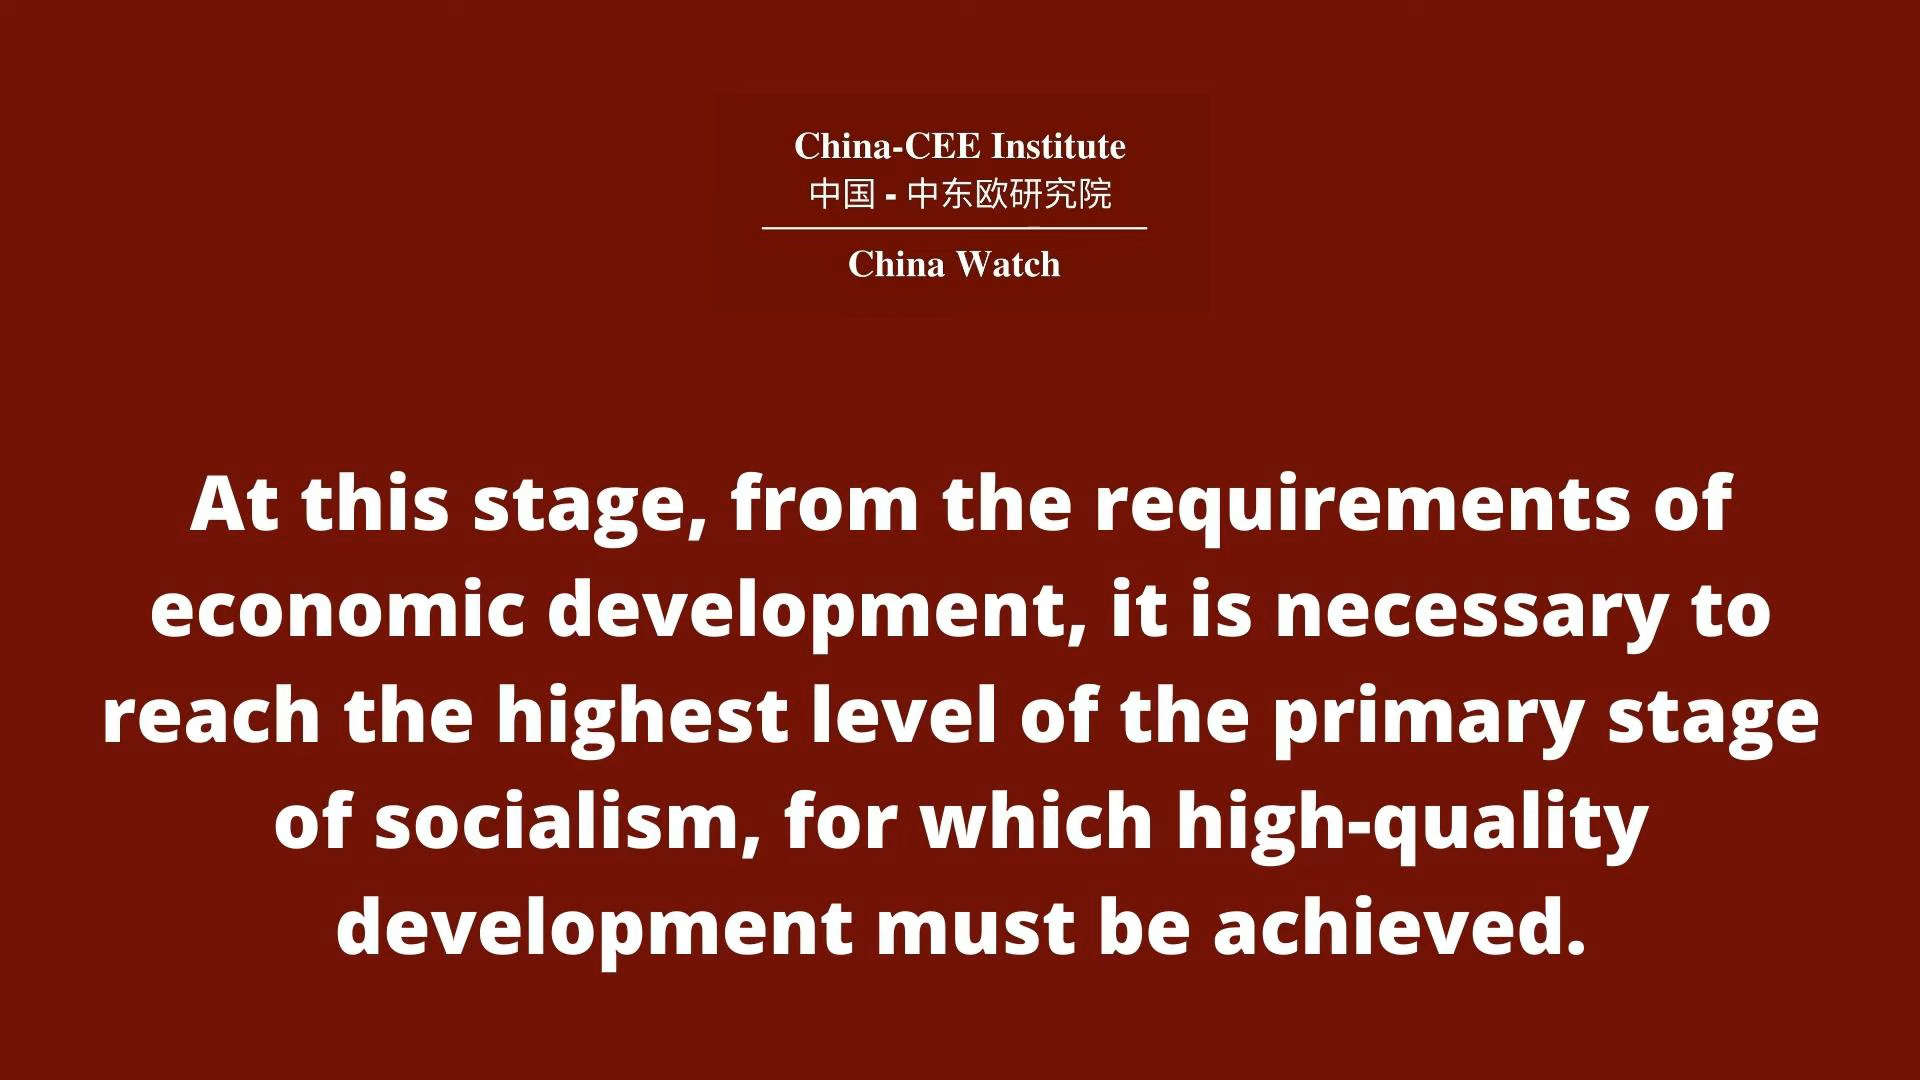 China-CEE Institute
中国 - 中东欧研究院
China Watch
At this stage, from the requirements of
economic development, it is necessary to
reach the highest level of the primary stage
of socialism, for which high-quality
development must be achieved.